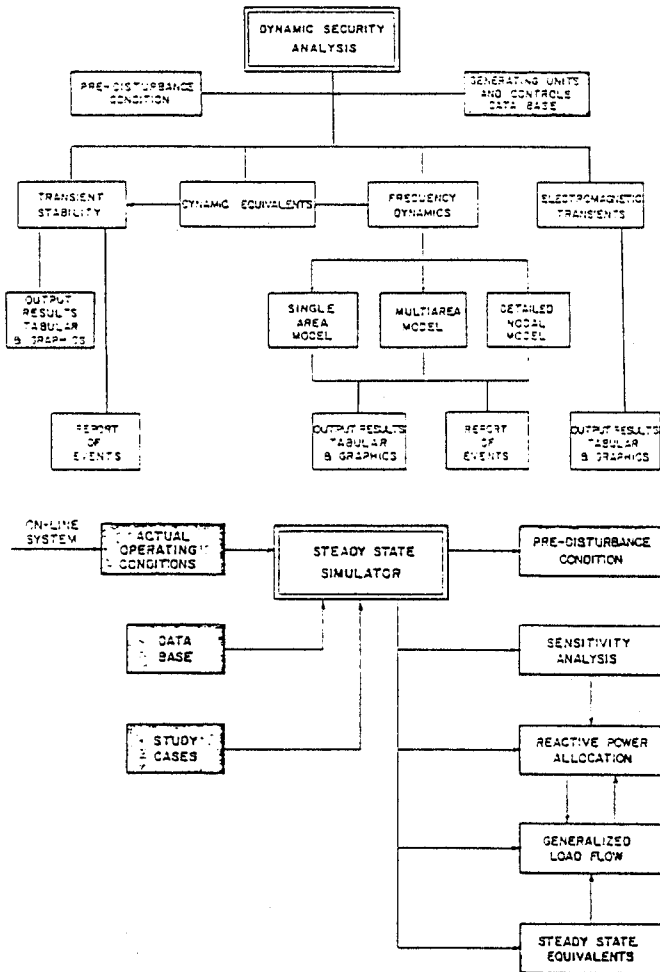 DYNAMIC SECURITY
ANALYSIS
PRE-DISTURBANCE
CONDITION
GENERATING UNITS
AND CONTROLS
DATA BASE
TRANSIENT
STABILITY
DYNAMIC EQUIVALENTS
FREQUENCY
DYNAMICS
ELECTROMAGNETIC
TRANSIENTS
OUTPUT
RESULTS
TABULAR
& GRAPHICS
SINGLE
AREA
MODEL
MULTIAREA
MODEL
DETAILED
NODAL
MODEL
REPORT
OF
EVENTS
OUTPUT RESULTS
TABULAR
& GRAPHICS
REPORT
OF
EVENTS
OUTPUT RESULTS
TABULAR
& GRAPHICS
ON-LINE
SYSTEM
ACTUAL
OPERATING
CONDITIONS
STEADY STATE
SIMULATOR
PRE-DISTURBANCE
CONDITION
DATA
BASE
SENSITIVITY
ANALYSIS
STUDY
CASES
REACTIVE POWER
ALLOCATION
GENERALIZED
LOAD FLOW
STEADY STATE
EQUIVALENTS